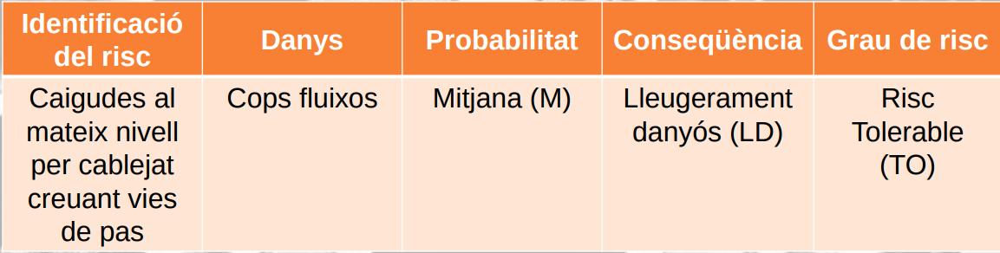 Identificació
del risc
Danys
Probabilitat
Conseqüència
Grau de risc
Caigudes al
mateix nivell
per cablejat
creuant vies
de pas
Cops fluixos
Mitjana (M)
Lleugerament
danyós (LD)
Risc
Tolerable
(TO)